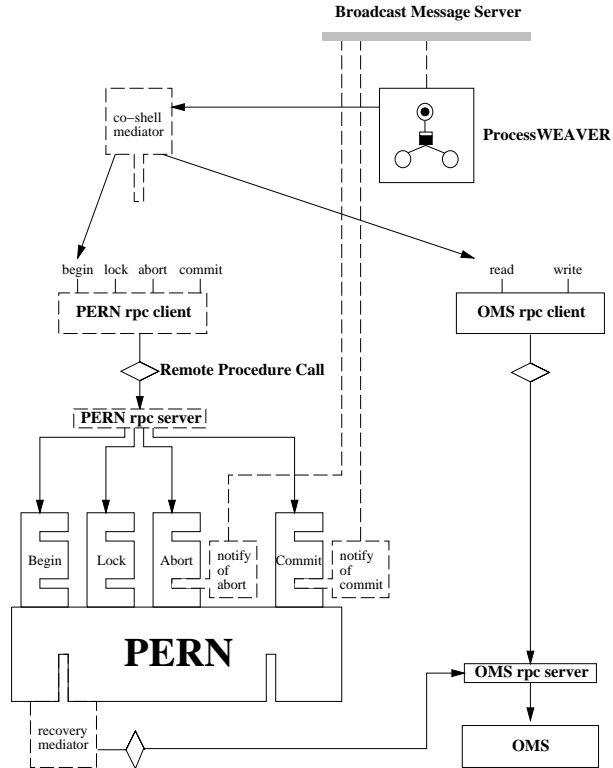 Broadcast Message Server
co-shell
mediator
ProcessWEAVER
begin lock abort commit
read write
PERN rpc client
OMS rpc client
Remote Procedure Call
PERN rpc server
Begin
Lock
Abort
notify
of
abort
Commit
notify
of
commit
PERN
OMS rpc server
recovery
mediator
OMS